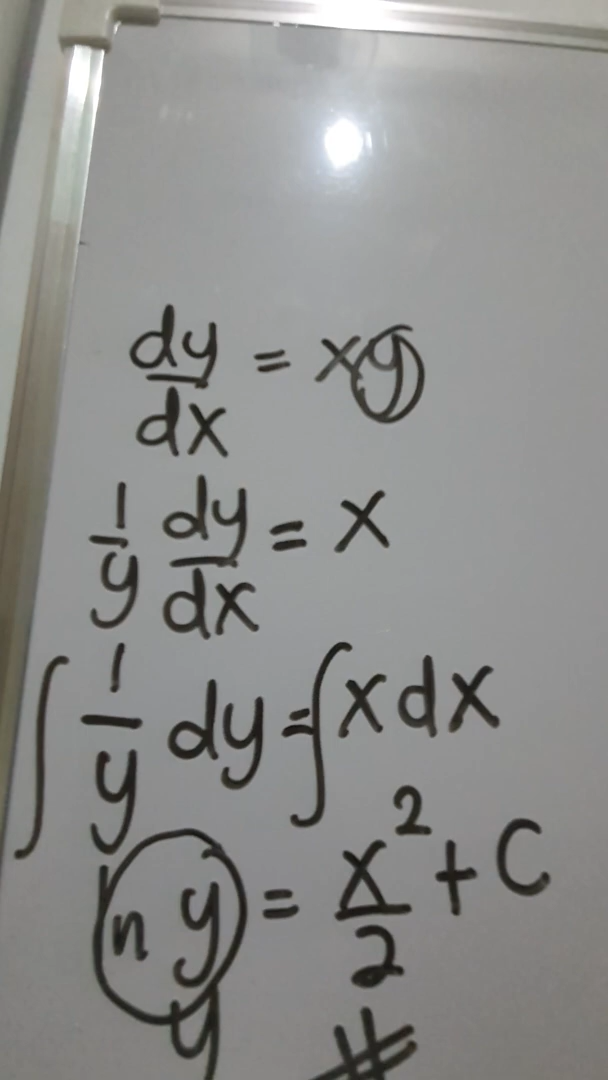 dy/dx = xy
1/y dy/dx = x
∫ 1/y dy = ∫ x dx
ln y = x²/2 + C
y #